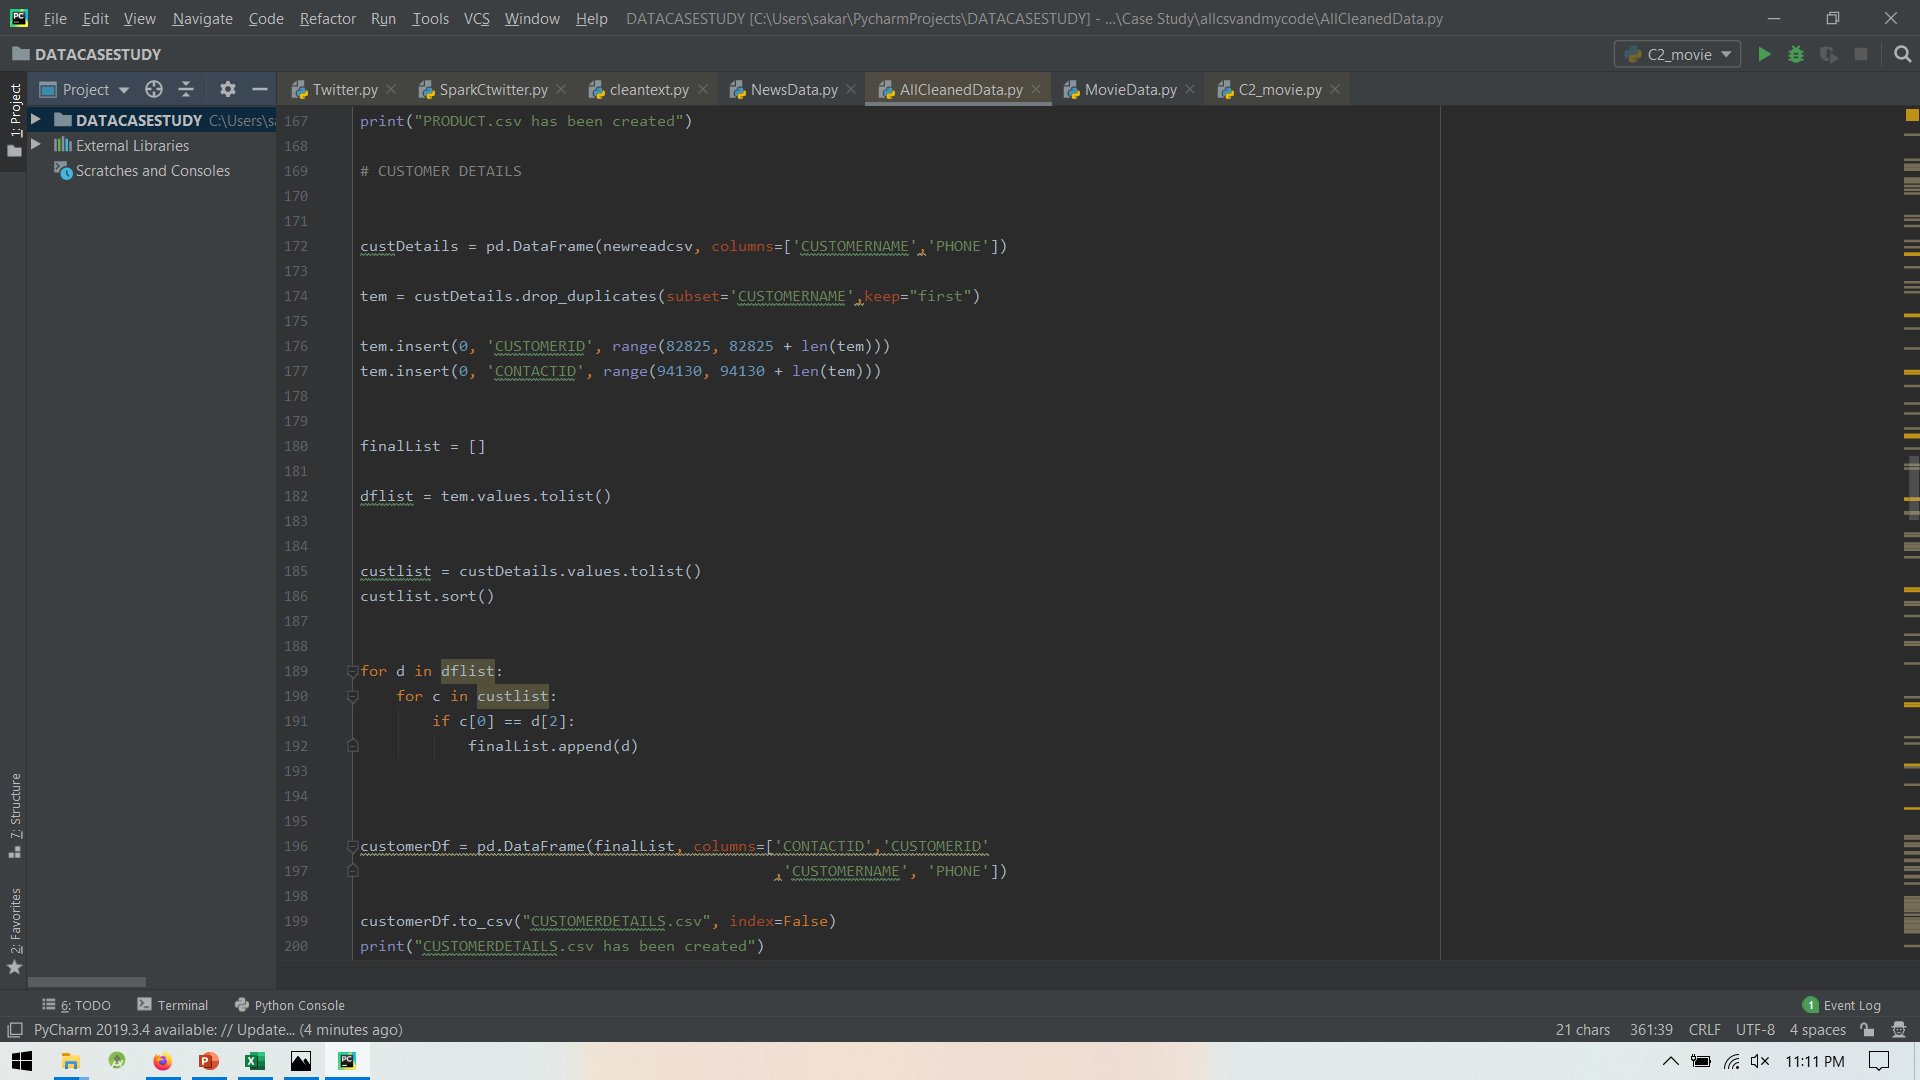 File Edit View Navigate Code Refactor Run Tools VCS Window Help DATACASESTUDY [C:\Users\sakar\PycharmProjects\DATACASESTUDY] - ...\Case Study\allcsvandmycode\AllCleanedData.py
DATACASESTUDY
C2_movie
1: Project
Project
Twitter.py SparkCtwitter.py cleantext.py NewsData.py AllCleanedData.py MovieData.py C2_movie.py
DATACASESTUDY C:\Users\sa
External Libraries
Scratches and Consoles
167 print("PRODUCT.csv has been created")
168
169 # CUSTOMER DETAILS
170
171
172 custDetails = pd.DataFrame(newreadcsv, columns=['CUSTOMERNAME','PHONE'])
173
174 tem = custDetails.drop_duplicates(subset='CUSTOMERNAME',keep="first")
175
176 tem.insert(0, 'CUSTOMERID', range(82825, 82825 + len(tem)))
177 tem.insert(0, 'CONTACTID', range(94130, 94130 + len(tem)))
178
179
180 finalList = []
181
182 dflist = tem.values.tolist()
183
184
185 custlist = custDetails.values.tolist()
186 custlist.sort()
187
188
189 for d in dflist:
190 for c in custlist:
191 if c[0] == d[2]:
192 finalList.append(d)
193
194
195
196 customerDf = pd.DataFrame(finalList, columns=['CONTACTID','CUSTOMERID'
197 ,'CUSTOMERNAME', 'PHONE'])
198
199 customerDf.to_csv("CUSTOMERDETAILS.csv", index=False)
200 print("CUSTOMERDETAILS.csv has been created")
7: Structure
2: Favorites
6: TODO Terminal Python Console 1 Event Log
PyCharm 2019.3.4 available: // Update... (4 minutes ago) 21 chars 361:39 CRLF UTF-8 4 spaces
11:11 PM